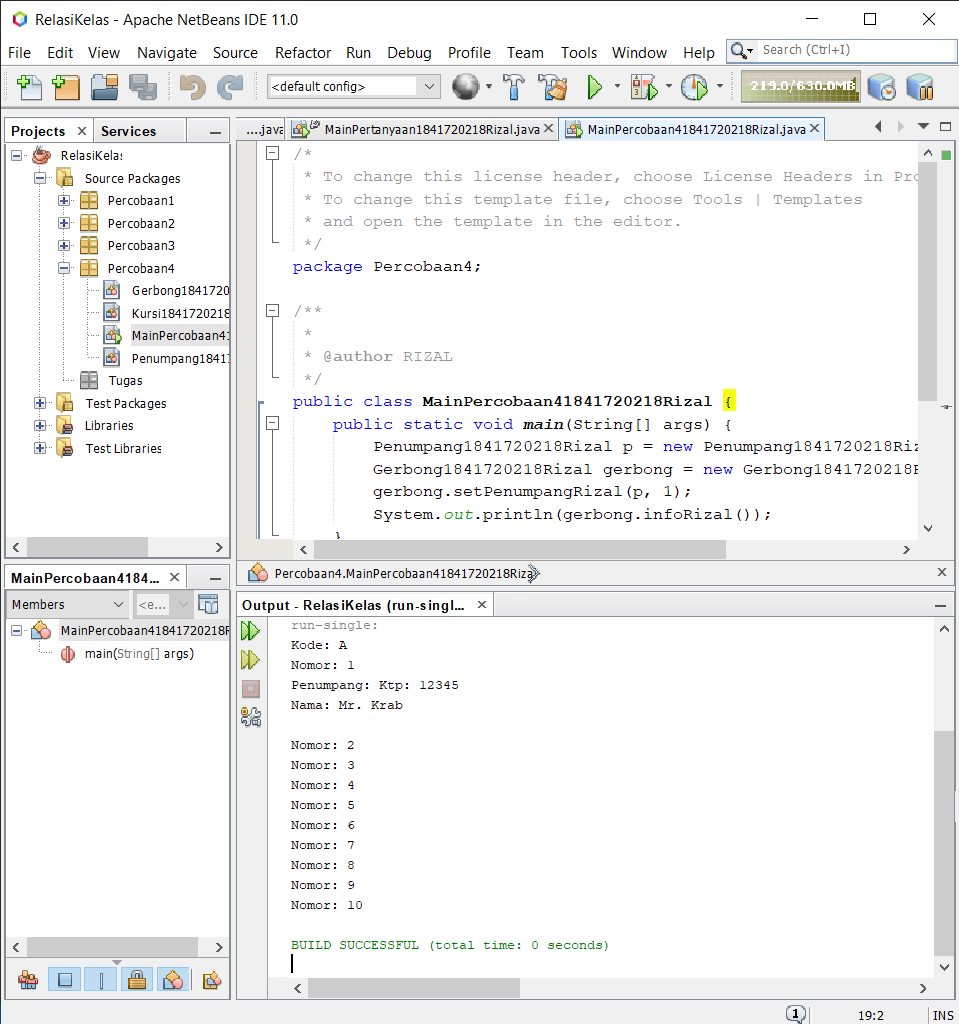 RelasiKelas - Apache NetBeans IDE 11.0
File Edit View Navigate Source Refactor Run Debug Profile Team Tools Window Help Search (Ctrl+I)
<default config> 219.0/630.0MB
Projects Services
RelasiKelas
Source Packages
Percobaan1
Percobaan2
Percobaan3
Percobaan4
Gerbong184172
Kursi1841720218
MainPercobaan41
Penumpang1841
Tugas
Test Packages
Libraries
Test Libraries
....java MainPertanyaan1841720218Rizal.java MainPercobaan41841720218Rizal.java
/*
* To change this license header, choose License Headers in Pro
* To change this template file, choose Tools | Templates
* and open the template in the editor.
*/
package Percobaan4;
/**
*
* @author RIZAL
*/
public class MainPercobaan41841720218Rizal {
public static void main(String[] args) {
Penumpang1841720218Rizal p = new Penumpang1841720218Riz
Gerbong1841720218Rizal gerbong = new Gerbong1841720218R
gerbong.setPenumpangRizal(p, 1);
System.out.println(gerbong.infoRizal());
}
Percobaan4.MainPercobaan41841720218Riza
MainPercobaan4184...
Members <e...
MainPercobaan41841720218R
main(String[] args)
Output - RelasiKelas (run-singl...
run-single:
Kode: A
Nomor: 1
Penumpang: Ktp: 12345
Nama: Mr. Krab
Nomor: 2
Nomor: 3
Nomor: 4
Nomor: 5
Nomor: 6
Nomor: 7
Nomor: 8
Nomor: 9
Nomor: 10
BUILD SUCCESSFUL (total time: 0 seconds)
1 19:2 INS